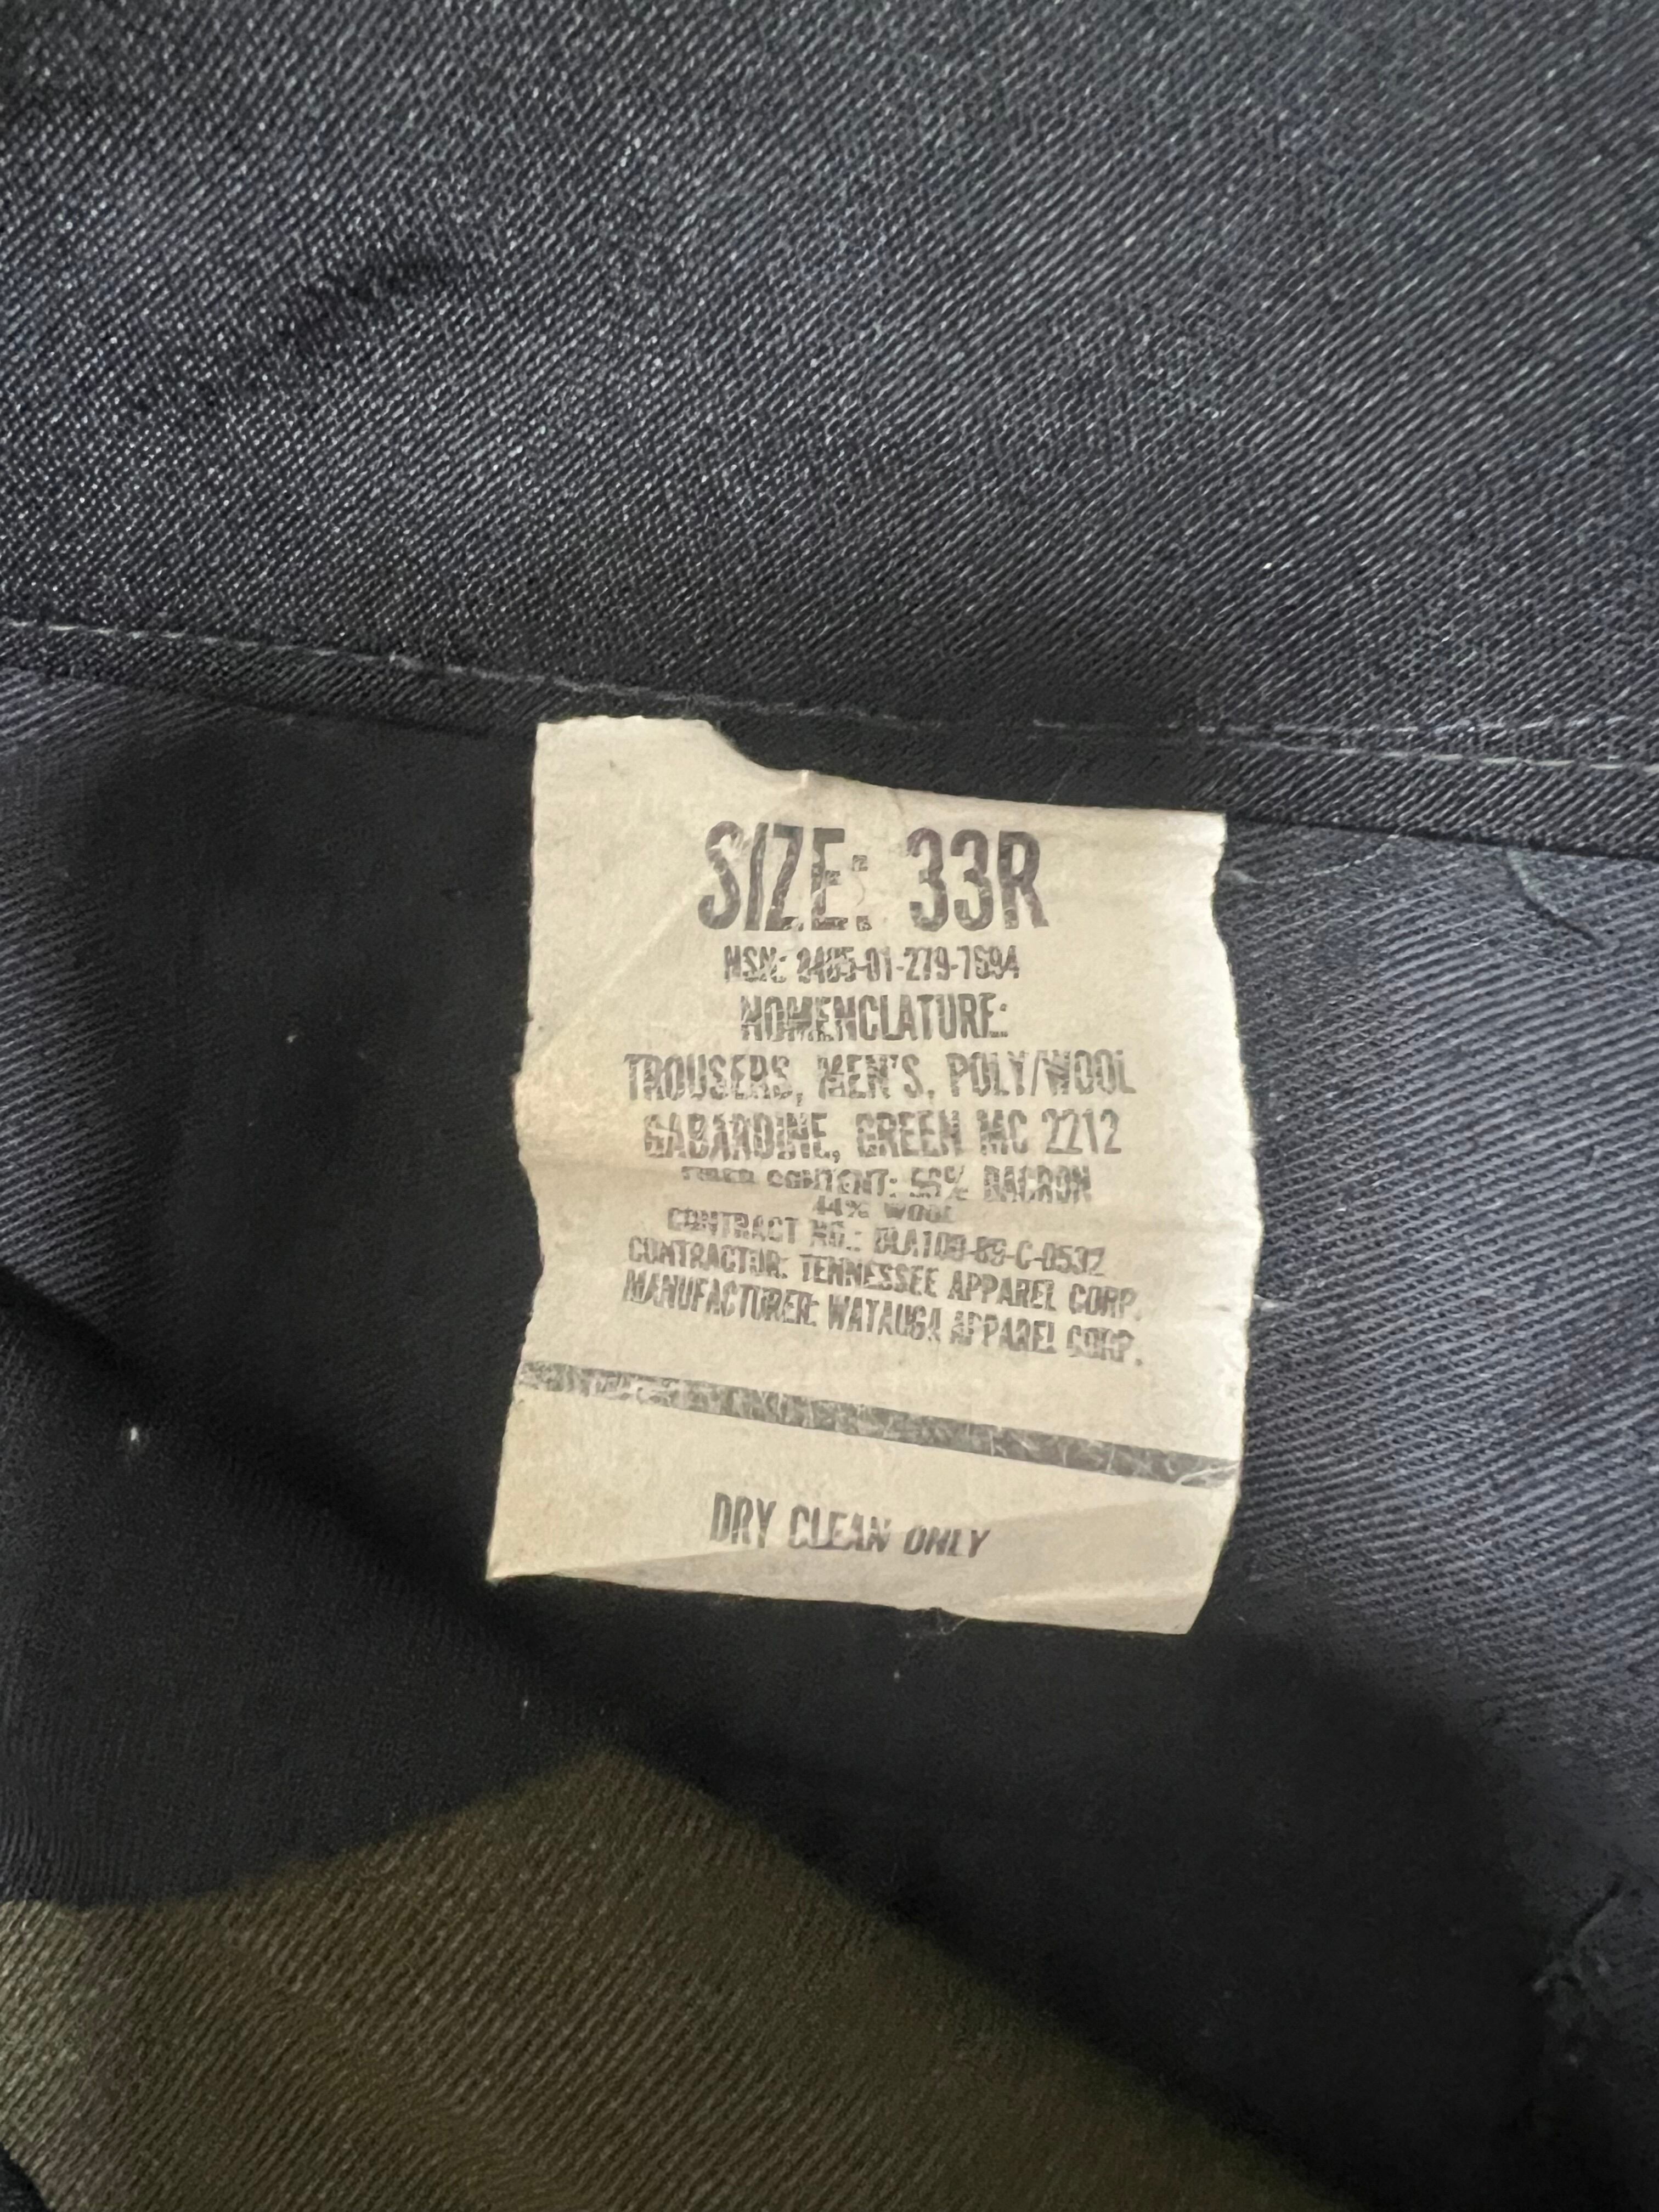 SIZE: 33R
NSN: 8405-01-279-7694
NOMENCLATURE:
TROUSERS, MEN'S, POLY/WOOL
GABARDINE, GREEN MC 2212
FIBER CONTENT: 56% DACRON
44% WOOL
CONTRACT NO.: DLA100-89-C-0532
CONTRACTOR: TENNESSEE APPAREL CORP.
MANUFACTURER: WATAUGA APPAREL CORP.
DRY CLEAN ONLY